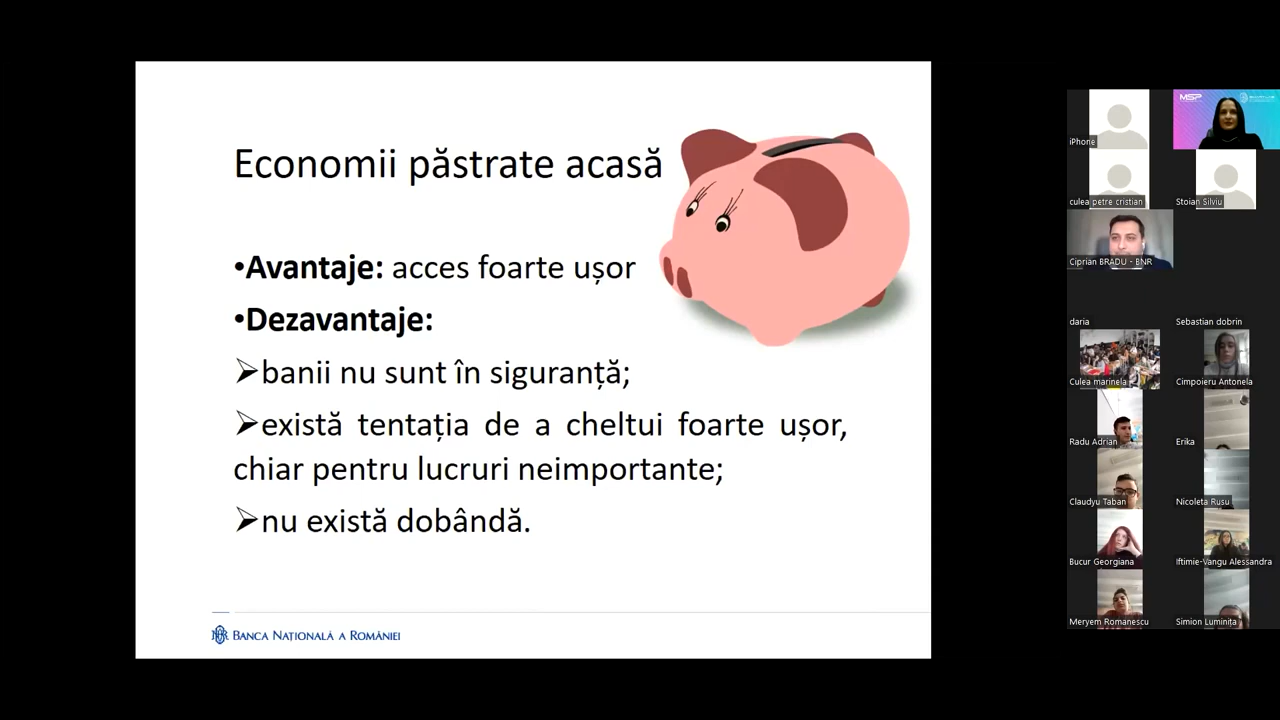 Economii păstrate acasă
•Avantaje: acces foarte ușor
•Dezavantaje:
➢banii nu sunt în siguranță;
➢există tentația de a cheltui foarte ușor,
chiar pentru lucruri neimportante;
➢nu există dobândă.
BANCA NAȚIONALĂ A ROMÂNIEI
MSP
iPhone
culea petre cristian
Stoian Silviu
Ciprian BRADU - BNR
daria
Sebastian dobrin
Culea marinela
Cimpoieru Antonela
Radu Adrian
Erika
Claudyu Taban
Nicoleta Rusu
Bucur Georgiana
Iftimie-Vangu Alessandra
Meryem Romanescu
Simion Luminița